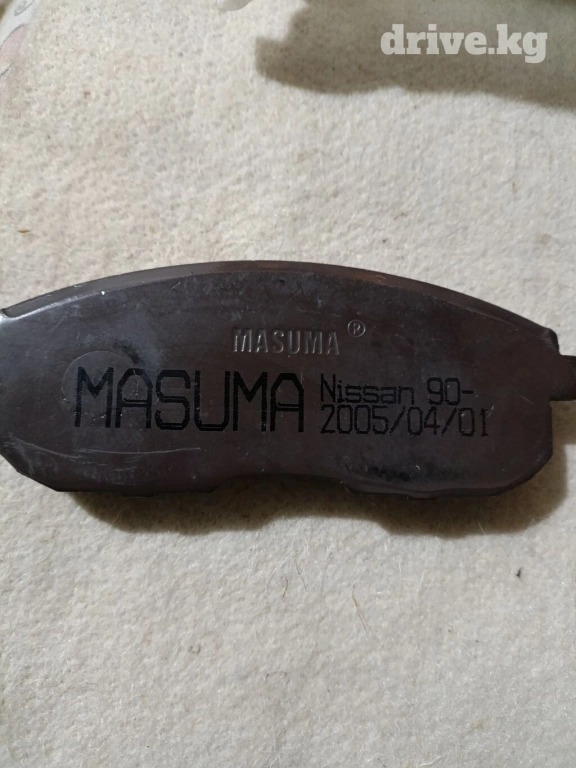 drive.kg
MASUMA®
MASUMA Nissan 90-
2005/04/01